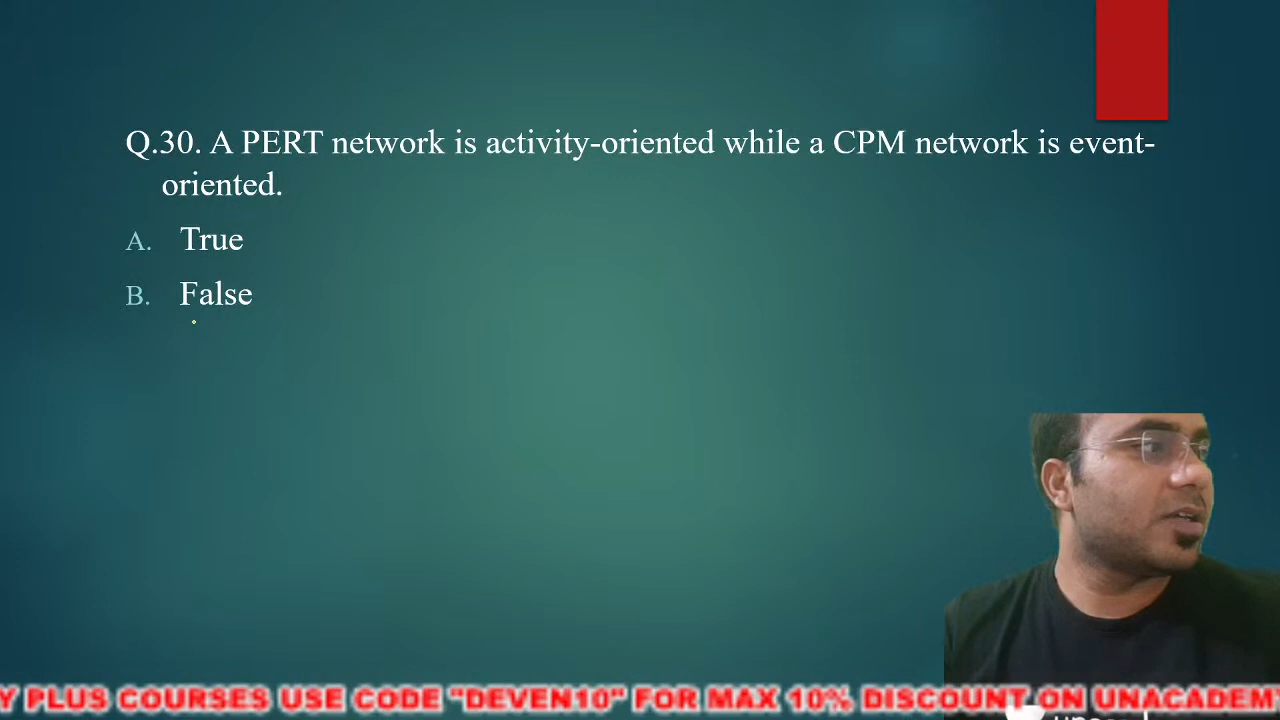 Q.30. A PERT network is activity-oriented while a CPM network is event-
oriented.
A. True
B. False
Y PLUS COURSES USE CODE "DEVEN10" FOR MAX 10% DISCOUNT ON UNACADEMY